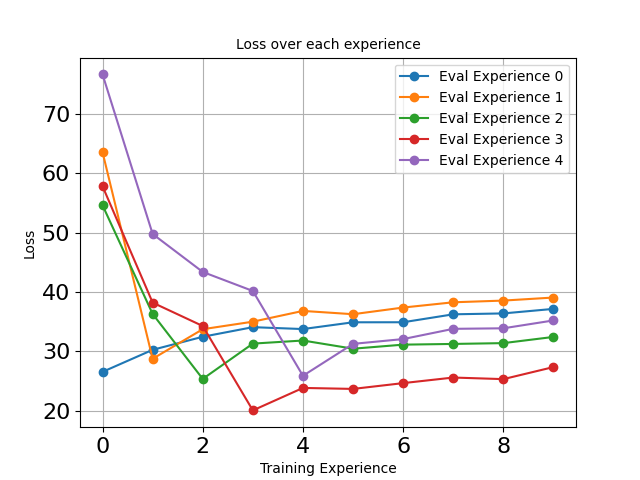 Loss over each experience
Eval Experience 0
Eval Experience 1
Eval Experience 2
Eval Experience 3
Eval Experience 4
70
60
50
40
30
20
Loss
0 2 4 6 8
Training Experience